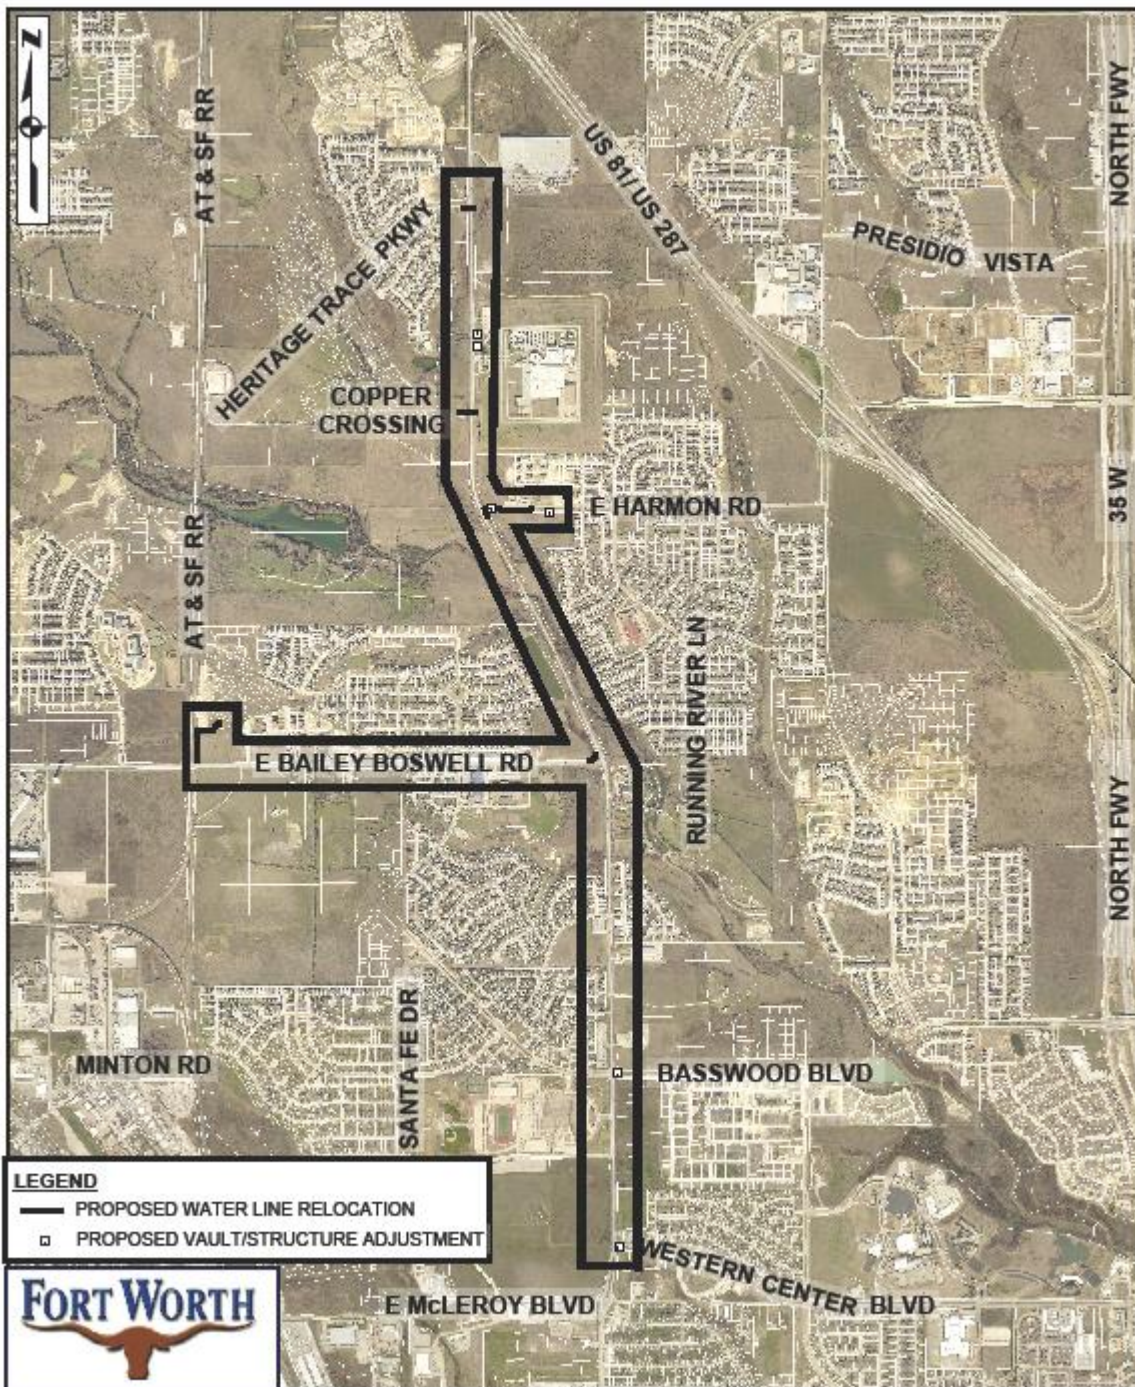 N
AT & SF RR
US 81/ US 287
NORTH FWY
HERITAGE TRACE PKWY
PRESIDIO VISTA
COPPER
CROSSING
E HARMON RD
35 W
AT & SF RR
RUNNING RIVER LN
E BAILEY BOSWELL RD
NORTH FWY
SANTA FE DR
MINTON RD
BASSWOOD BLVD
LEGEND
PROPOSED WATER LINE RELOCATION
PROPOSED VAULT/STRUCTURE ADJUSTMENT
WESTERN CENTER BLVD
E McLEROY BLVD
FORT WORTH